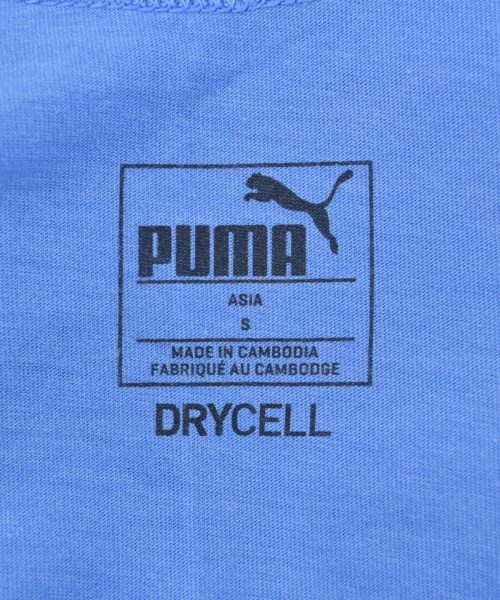 PUMA
ASIA
S
MADE IN CAMBODIA
FABRIQUÉ AU CAMBODGE
DRYCELL